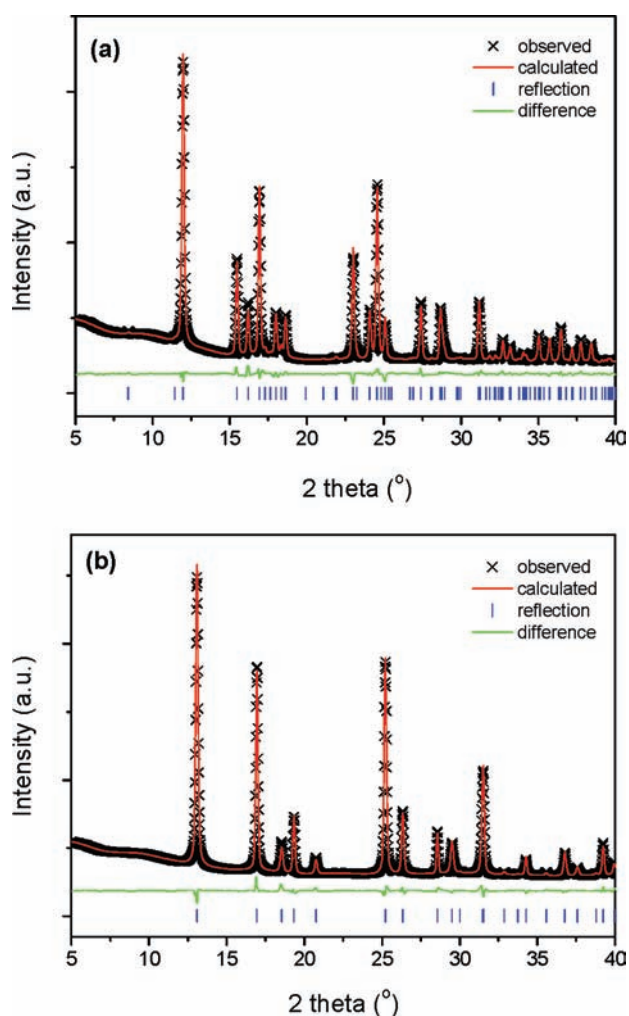 (a)
observed
calculated
reflection
difference
Intensity (a.u.)
5 10 15 20 25 30 35 40
2 theta (°)
(b)
observed
calculated
reflection
difference
Intensity (a.u.)
5 10 15 20 25 30 35 40
2 theta (°)